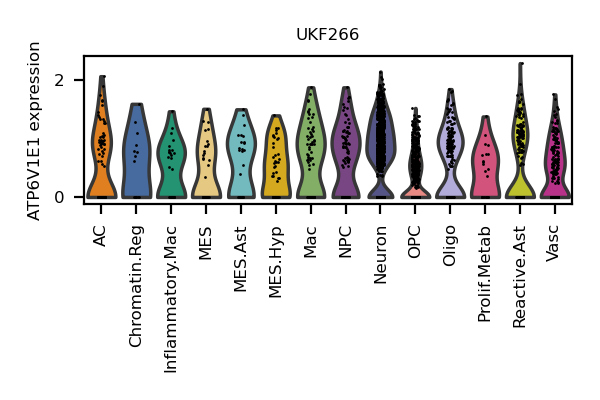 UKF266
ATP6V1E1 expression
2
0
AC
Chromatin.Reg
Inflammatory.Mac
MES
MES.Ast
MES.Hyp
Mac
NPC
Neuron
OPC
Oligo
Prolif.Metab
Reactive.Ast
Vasc